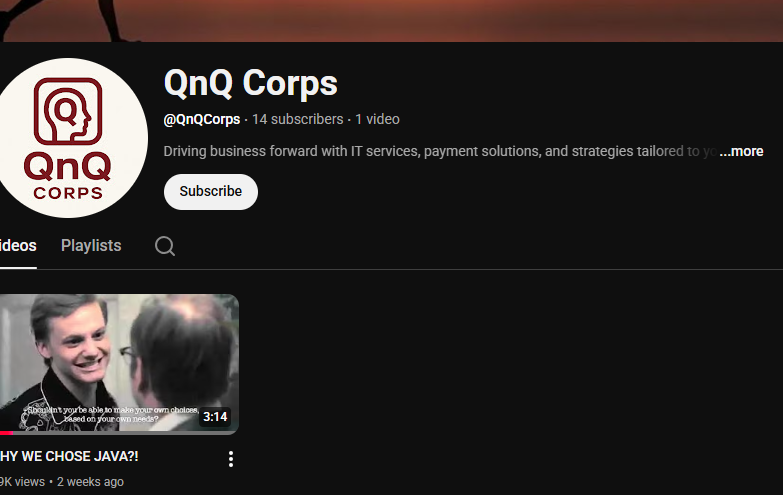 QnQ Corps
@QnQCorps · 14 subscribers · 1 video
Driving business forward with IT services, payment solutions, and strategies tailored to ...more
Subscribe
Q
QnQ
CORPS
ideos Playlists
-Shouldn't you be able to make your own choices,
based on your own needs?
3:14
HY WE CHOSE JAVA?!
9K views • 2 weeks ago